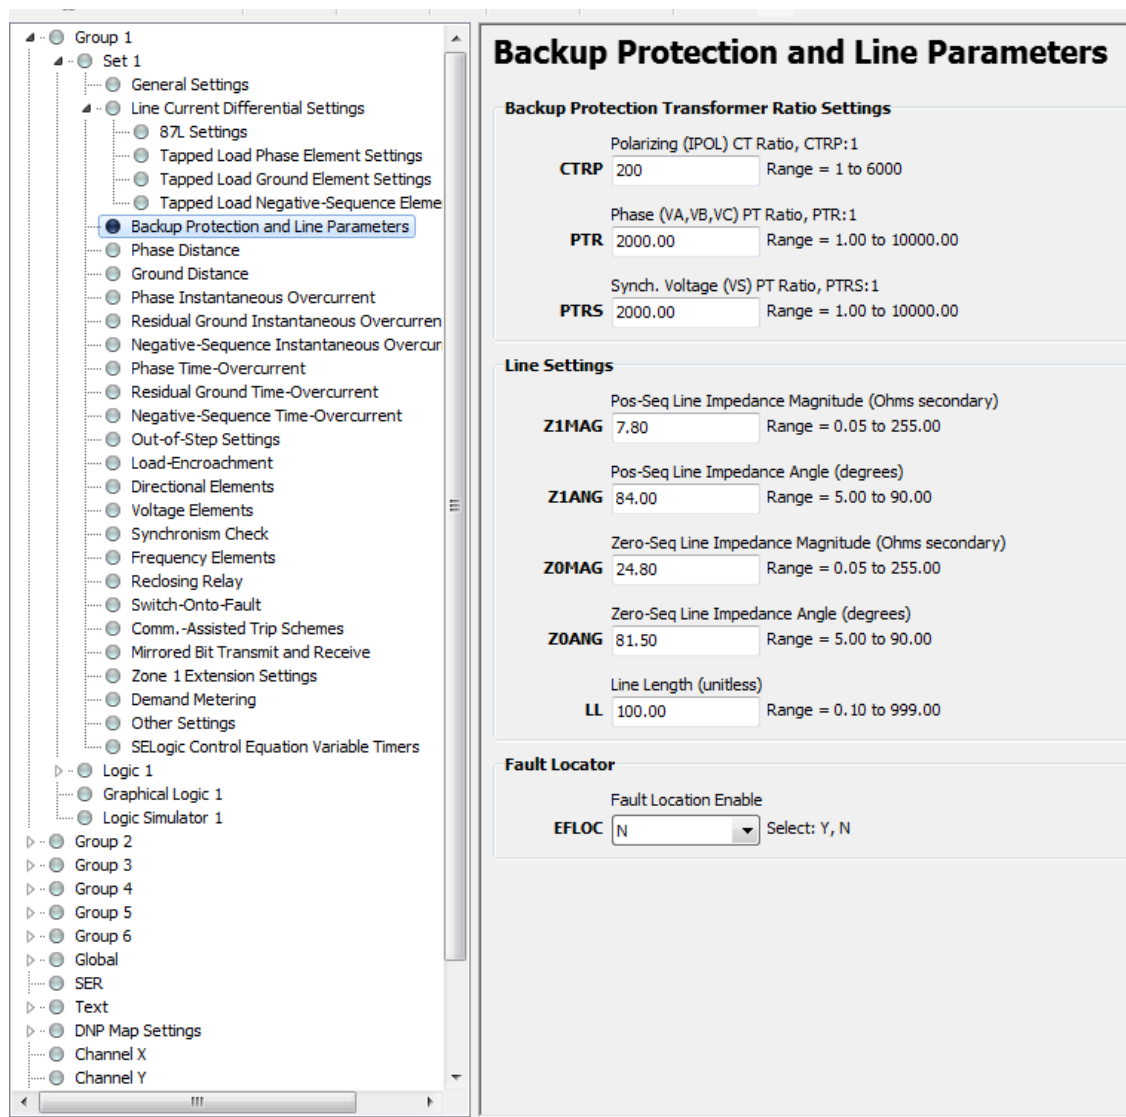 Group 1
Set 1
General Settings
Line Current Differential Settings
87L Settings
Tapped Load Phase Element Settings
Tapped Load Ground Element Settings
Tapped Load Negative-Sequence Eleme
Backup Protection and Line Parameters
Phase Distance
Ground Distance
Phase Instantaneous Overcurrent
Residual Ground Instantaneous Overcurren
Negative-Sequence Instantaneous Overcur
Phase Time-Overcurrent
Residual Ground Time-Overcurrent
Negative-Sequence Time-Overcurrent
Out-of-Step Settings
Load-Encroachment
Directional Elements
Voltage Elements
Synchronism Check
Frequency Elements
Reclosing Relay
Switch-Onto-Fault
Comm.-Assisted Trip Schemes
Mirrored Bit Transmit and Receive
Zone 1 Extension Settings
Demand Metering
Other Settings
SELogic Control Equation Variable Timers
Logic 1
Graphical Logic 1
Logic Simulator 1
Group 2
Group 3
Group 4
Group 5
Group 6
Global
SER
Text
DNP Map Settings
Channel X
Channel Y
Backup Protection and Line Parameters
Backup Protection Transformer Ratio Settings
Polarizing (IPOL) CT Ratio, CTRP:1
CTRP 200 Range = 1 to 6000
Phase (VA,VB,VC) PT Ratio, PTR:1
PTR 2000.00 Range = 1.00 to 10000.00
Synch. Voltage (VS) PT Ratio, PTRS:1
PTRS 2000.00 Range = 1.00 to 10000.00
Line Settings
Pos-Seq Line Impedance Magnitude (Ohms secondary)
Z1MAG 7.80 Range = 0.05 to 255.00
Pos-Seq Line Impedance Angle (degrees)
Z1ANG 84.00 Range = 5.00 to 90.00
Zero-Seq Line Impedance Magnitude (Ohms secondary)
Z0MAG 24.80 Range = 0.05 to 255.00
Zero-Seq Line Impedance Angle (degrees)
Z0ANG 81.50 Range = 5.00 to 90.00
Line Length (unitless)
LL 100.00 Range = 0.10 to 999.00
Fault Locator
Fault Location Enable
EFLOC N Select: Y, N